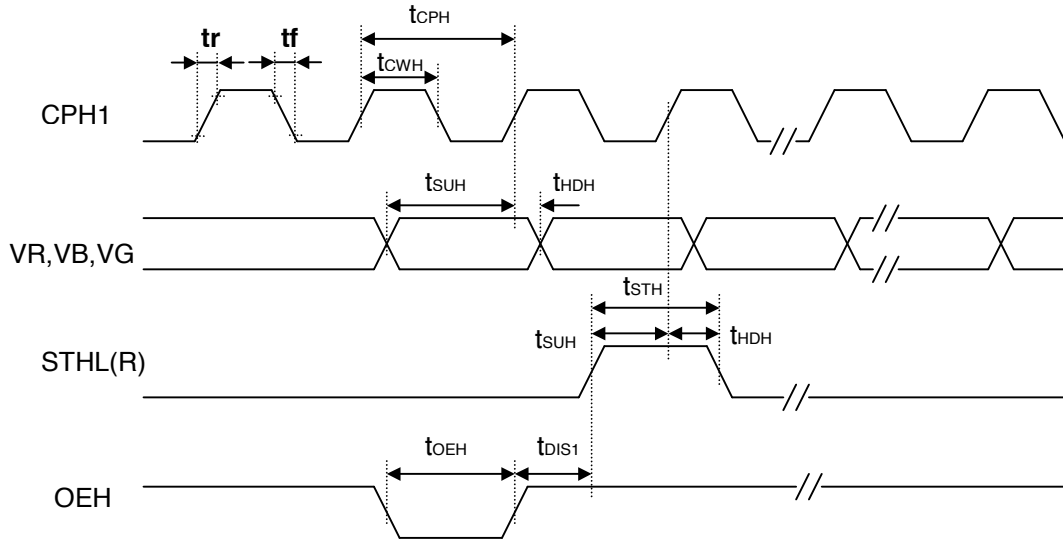 tCPH
tr tf
tCWH
CPH1
tSUH tHDH
VR,VB,VG
tSTH
tSUH tHDH
STHL(R)
tOEH tDIS1
OEH